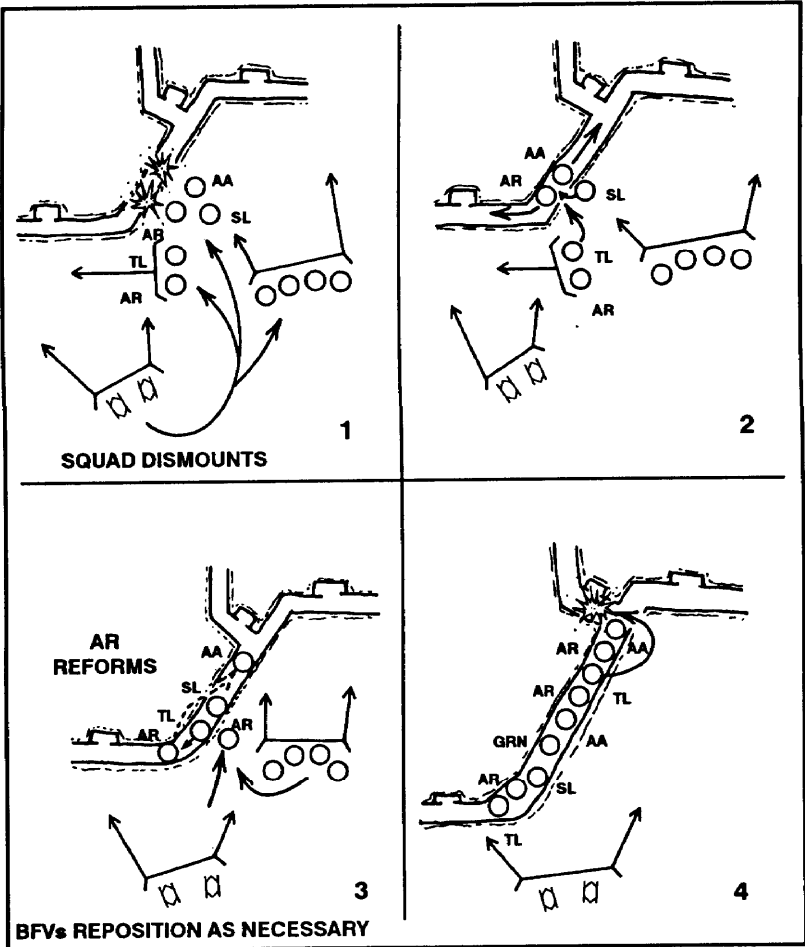 AA
SL
AR
TL
AR
1
SQUAD DISMOUNTS
AA
AR
SL
TL
AR
2
AR
REFORMS
AA
SL
TL
AR
AR
3
BFVs REPOSITION AS NECESSARY
AR
AA
AR
TL
GRN
AA
AR
SL
TL
4